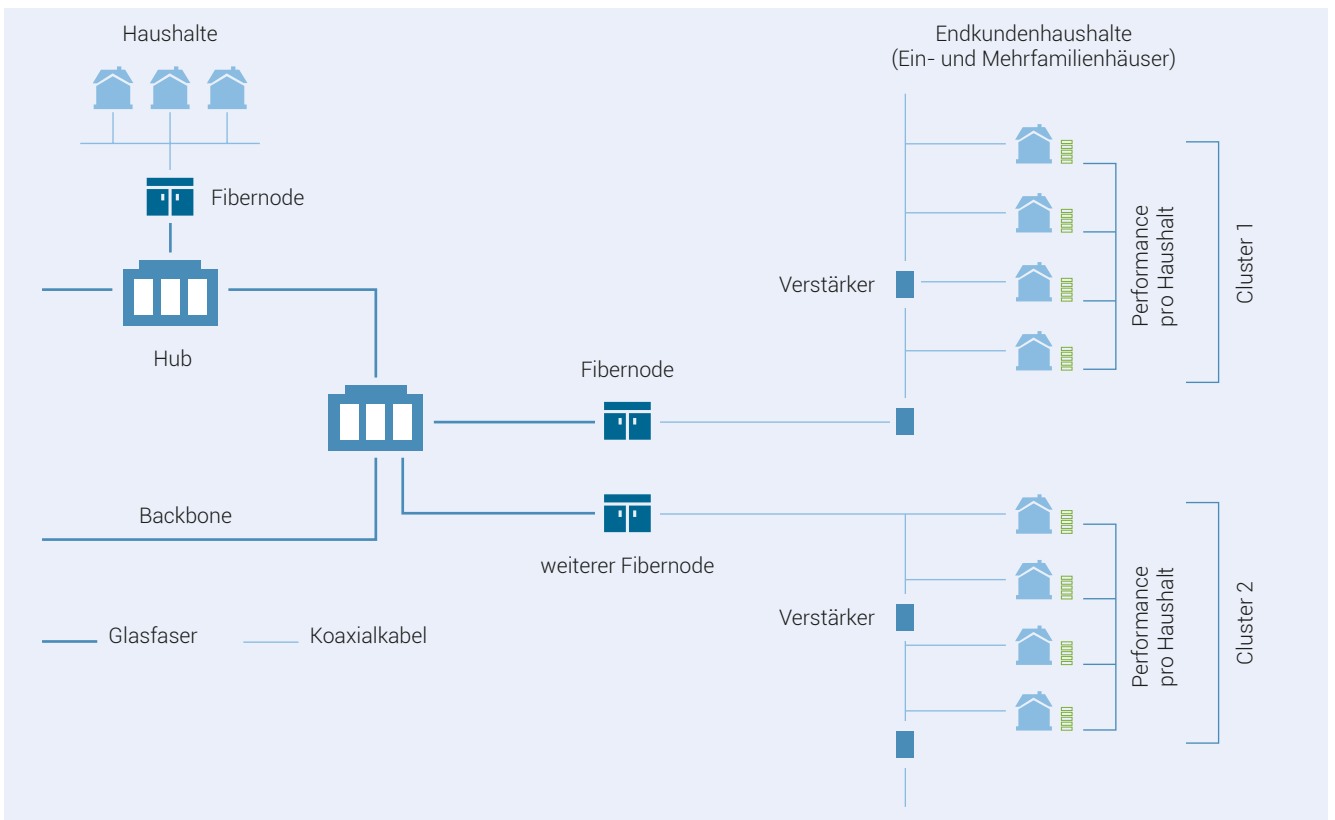 Haushalte
Endkundenhaushalte
(Ein- und Mehrfamilienhäuser)
Fibernode
Hub
Verstärker
Performance
pro Haushalt
Cluster 1
Fibernode
Backbone
weiterer Fibernode
Verstärker
Performance
pro Haushalt
Cluster 2
Glasfaser
Koaxialkabel